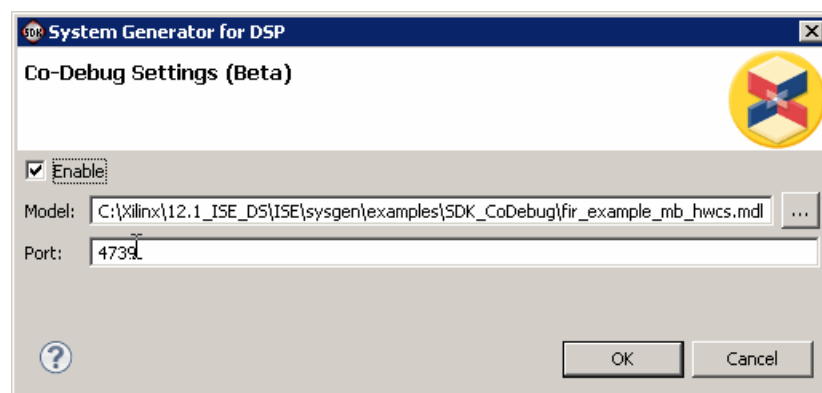 SDK System Generator for DSP
Co-Debug Settings (Beta)
Enable
Model: C:\Xilinx\12.1_ISE_DS\ISE\sysgen\examples\SDK_CoDebug\fir_example_mb_hwcs.mdl ...
Port: 4739
? OK Cancel